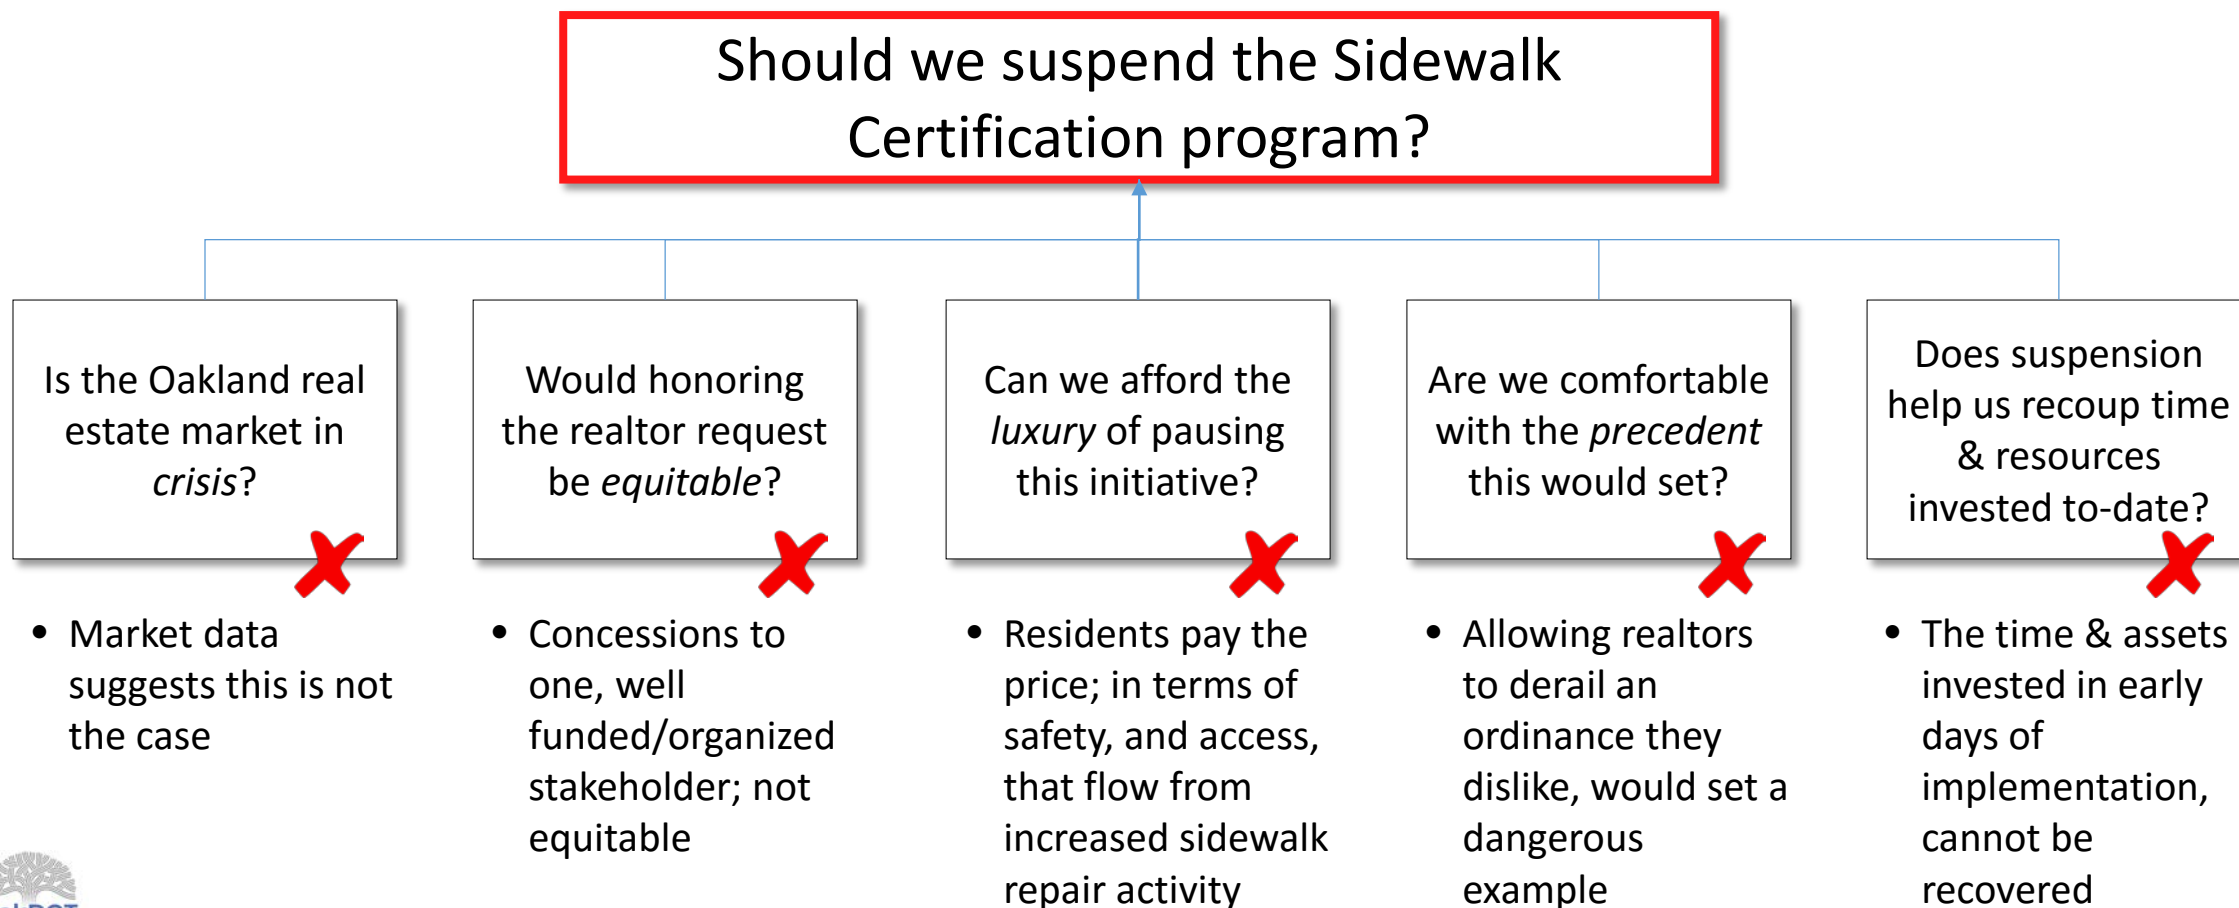 Should we suspend the Sidewalk
Certification program?
Is the Oakland real
estate market in
crisis?
Would honoring
the realtor request
be equitable?
Can we afford the
luxury of pausing
this initiative?
Are we comfortable
with the precedent
this would set?
Does suspension
help us recoup time
& resources
invested to-date?
• Market data
suggests this is not
the case
• Concessions to
one, well
funded/organized
stakeholder; not
equitable
• Residents pay the
price; in terms of
safety, and access,
that flow from
increased sidewalk
repair activity
• Allowing realtors
to derail an
ordinance they
dislike, would set a
dangerous
example
• The time & assets
invested in early
days of
implementation,
cannot be
recovered